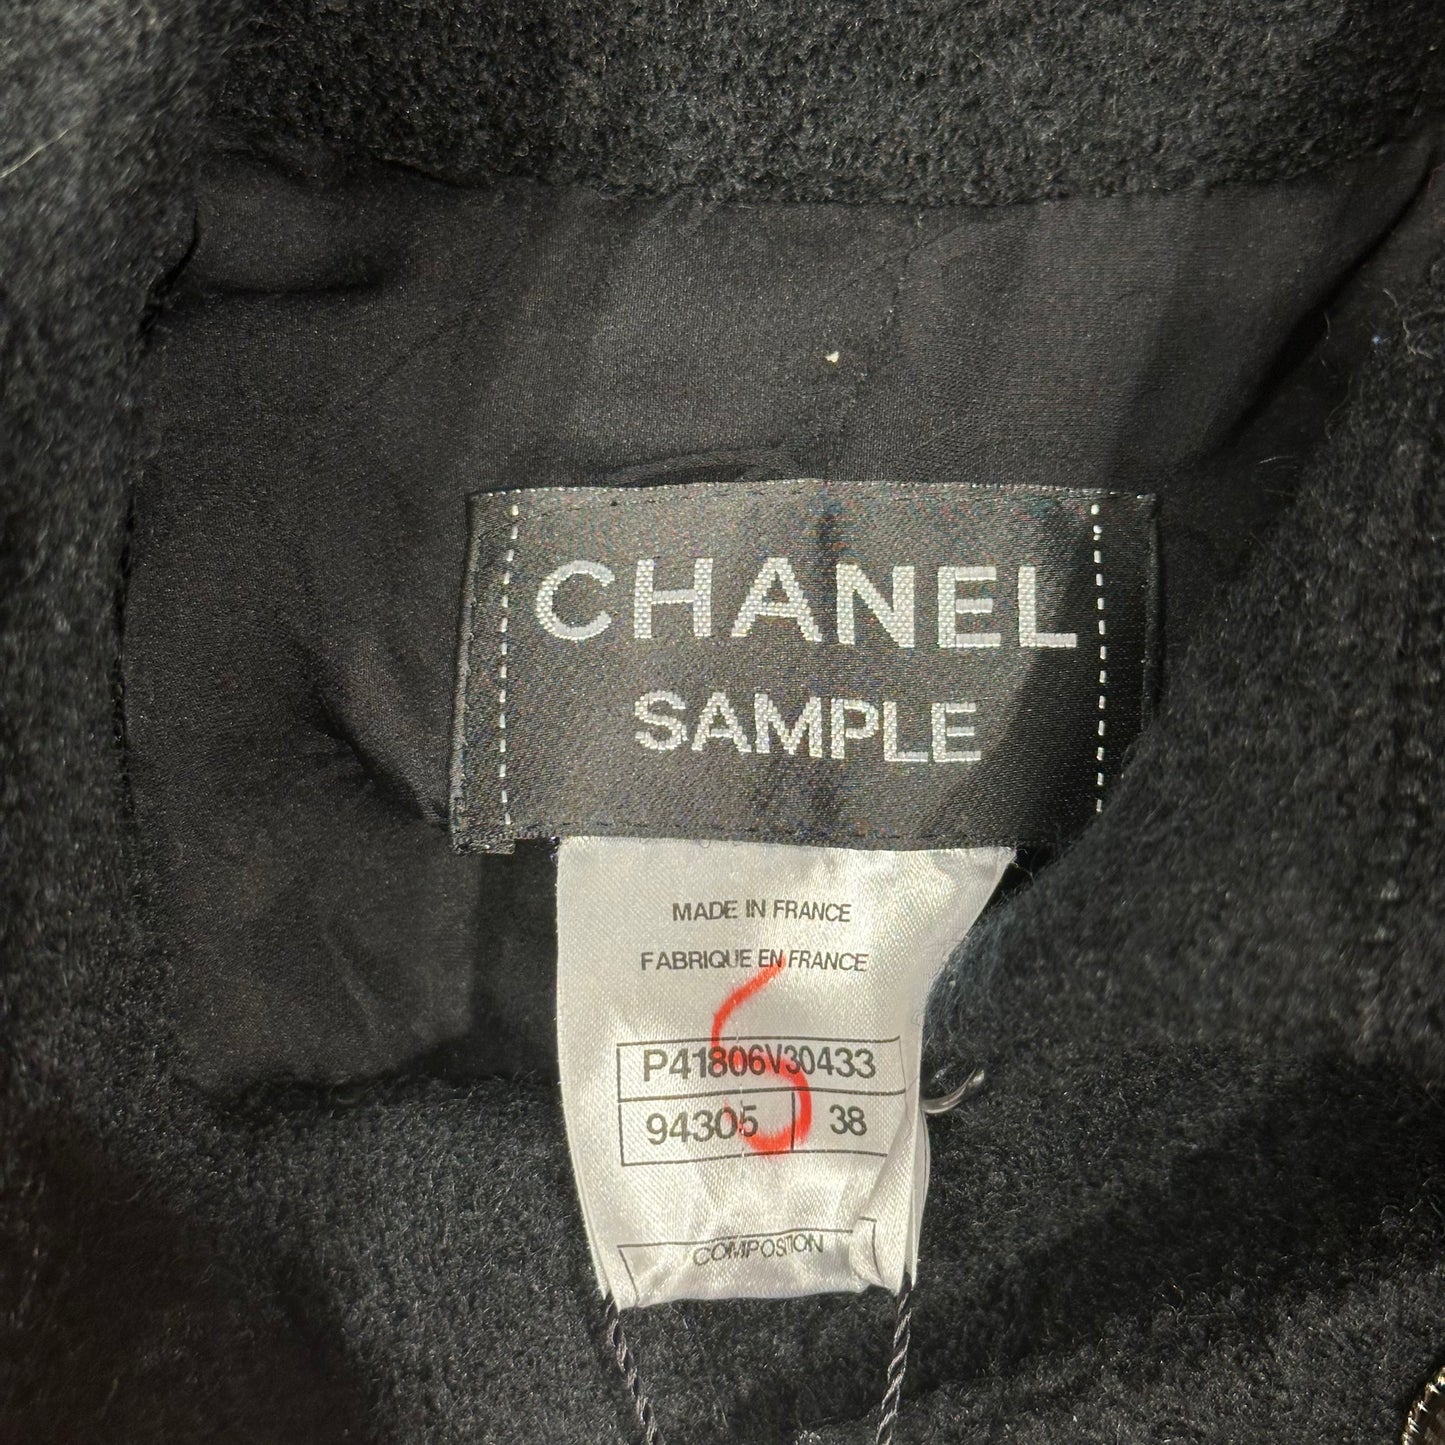 CHANEL
SAMPLE
MADE IN FRANCE
FABRIQUE EN FRANCE
P41806V30433
94305 38
COMPOSITION